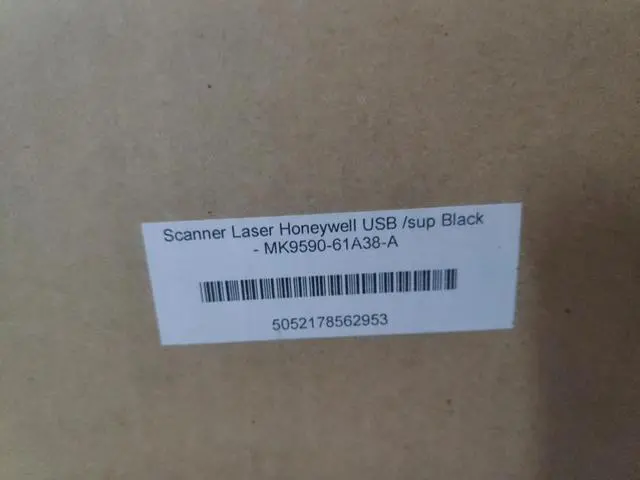 Scanner Laser Honeywell USB /sup Black
- MK9590-61A38-A
5052178562953